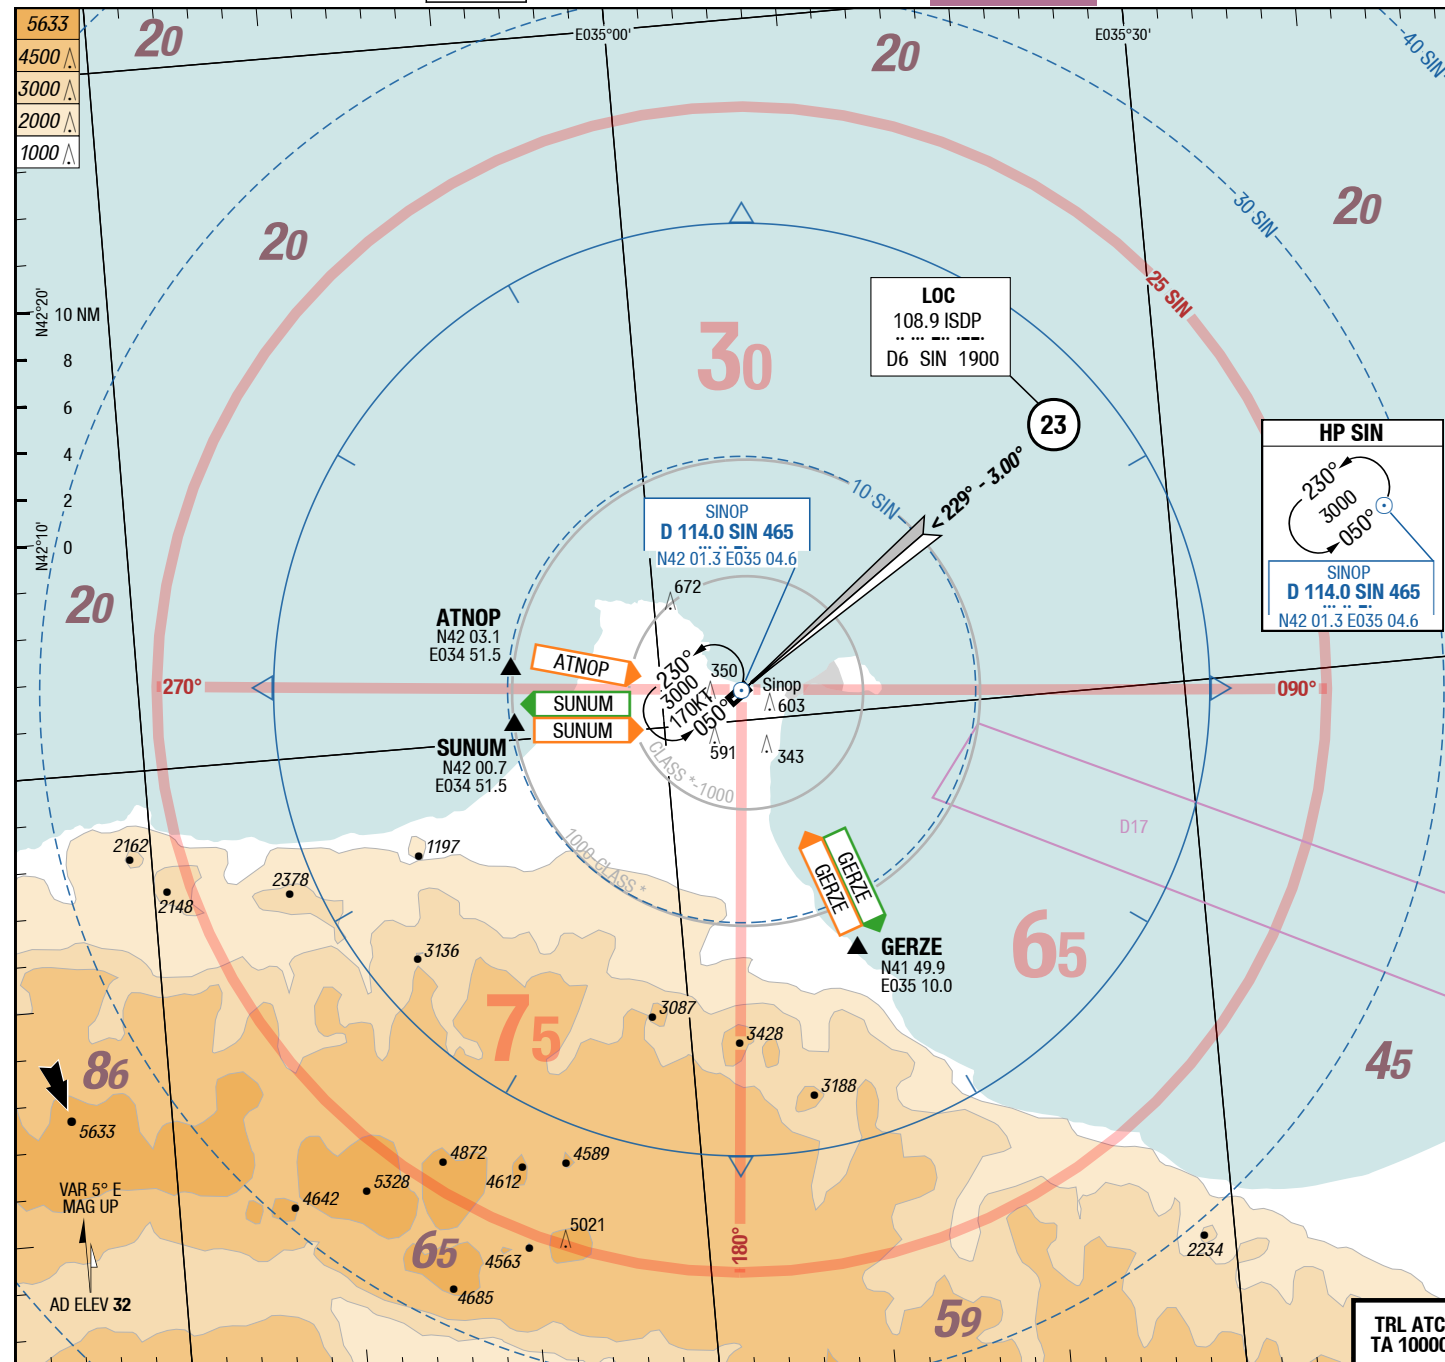 5633
4500
3000
2000
1000
20
E035°00'
20
E035°30'
40 SIN
20
30 SIN
20
25 SIN
N42°20'
10 NM
8
6
4
2
0
N42°10'
30
LOC
108.9 ISDP
D6 SIN 1900
23
< 229° - 3.00°
10 SIN
HP SIN
230°
3000
050°
SINOP
D 114.0 SIN 465
N42 01.3 E035 04.6
SINOP
D 114.0 SIN 465
N42 01.3 E035 04.6
20
672
ATNOP
N42 03.1
E034 51.5
ATNOP
270°
SUNUM
SUNUM
SUNUM
N42 00.7
E034 51.5
230°
3000
170KT
050°
350
Sinop
603
591
343
090°
CLASS *-1000
1000-CLASS *
D17
2162
2148
2378
1197
3136
GERZE
GERZE
GERZE
N41 49.9
E035 10.0
65
75
3087
3428
3188
86
5633
45
4872
4612
4589
5328
4642
5021
4563
4685
65
180°
2234
59
VAR 5° E
MAG UP
AD ELEV 32
TRL ATC
TA 10000